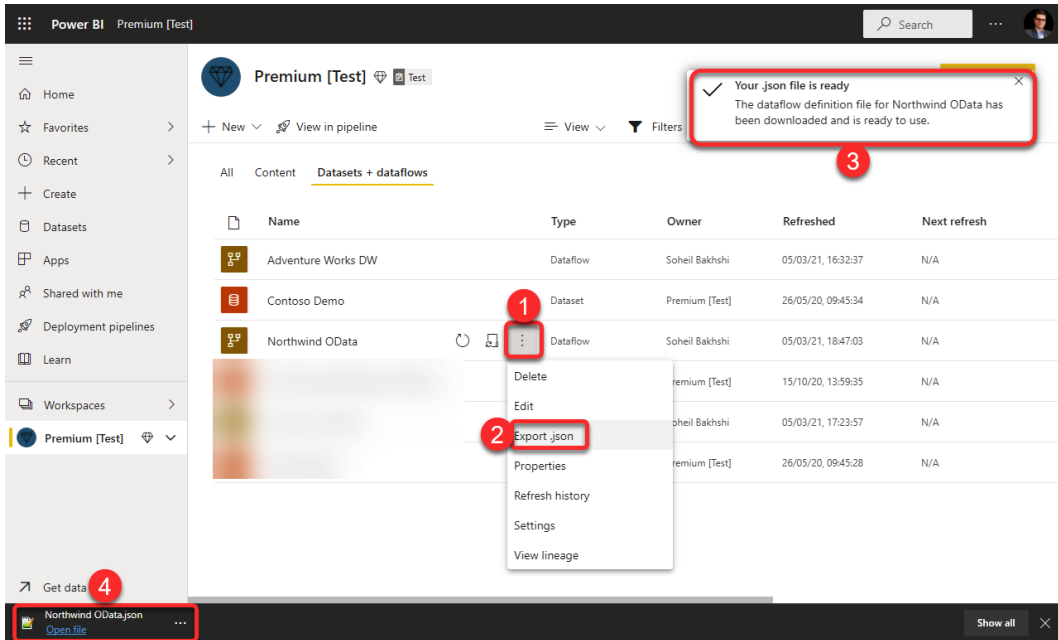 Power BI Premium [Test]
Search
Home
Favorites
Recent
Create
Datasets
Apps
Shared with me
Deployment pipelines
Learn
Workspaces
Premium [Test]
Get data
Premium [Test] Test
New View in pipeline View Filters
Your .json file is ready
The dataflow definition file for Northwind OData has
been downloaded and is ready to use.
3
All Content Datasets + dataflows
Name Type Owner Refreshed Next refresh
Adventure Works DW Dataflow Soheil Bakhshi 05/03/21, 16:32:37 N/A
1
Contoso Demo Dataset Premium [Test] 26/05/20, 09:45:34 N/A
Northwind OData Dataflow Soheil Bakhshi 05/03/21, 18:47:03 N/A
remium [Test] 15/10/20, 13:59:35 N/A
oheil Bakhshi 05/03/21, 17:23:57 N/A
remium [Test] 26/05/20, 09:45:28 N/A
Delete
Edit
2 Export .json
Properties
Refresh history
Settings
View lineage
4
Northwind OData.json
Open file
Show all